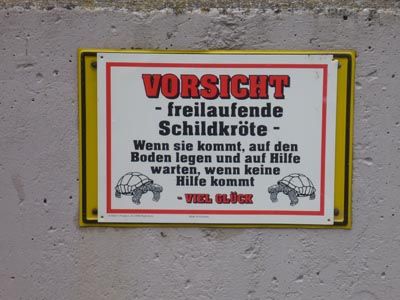 VORSICHT
- freilaufende
Schildkröte -
Wenn sie kommt, auf den
Boden legen und auf Hilfe
warten, wenn keine
Hilfe kommt
- VIEL GLÜCK